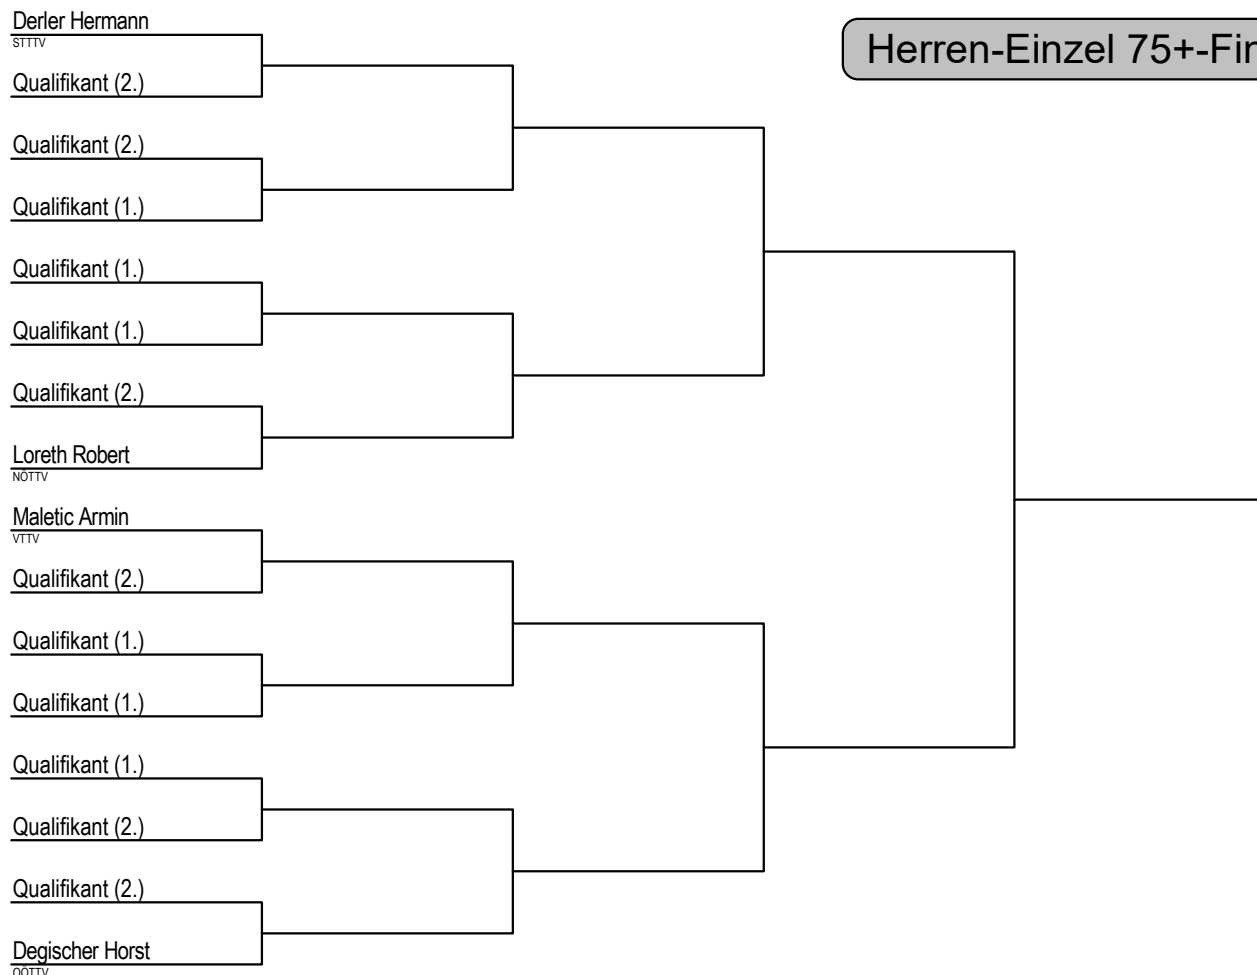 Derler Hermann
STTTV
Herren-Einzel 75+-Fin
Qualifikant (2.)
Qualifikant (2.)
Qualifikant (1.)
Qualifikant (1.)
Qualifikant (1.)
Qualifikant (2.)
Loreth Robert
NÖTTV
Maletic Armin
VTTV
Qualifikant (2.)
Qualifikant (1.)
Qualifikant (1.)
Qualifikant (1.)
Qualifikant (2.)
Qualifikant (2.)
Degischer Horst
OÖTTV